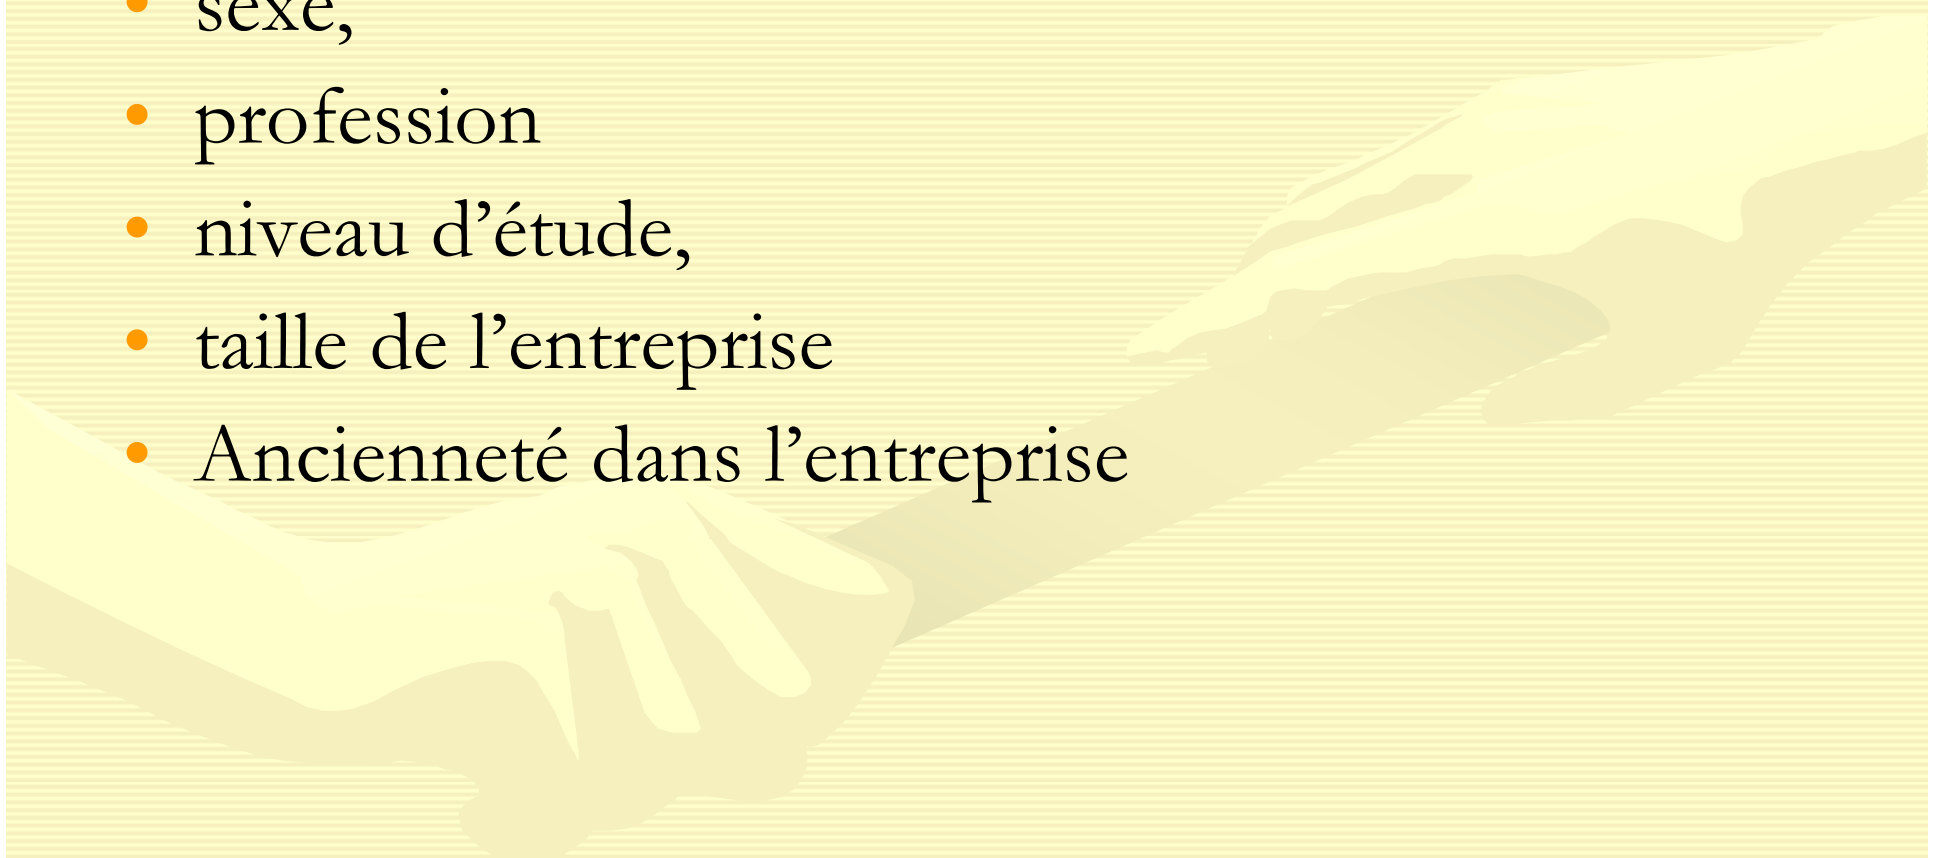 • sexe,
• profession
• niveau d’étude,
• taille de l’entreprise
• Ancienneté dans l’entreprise